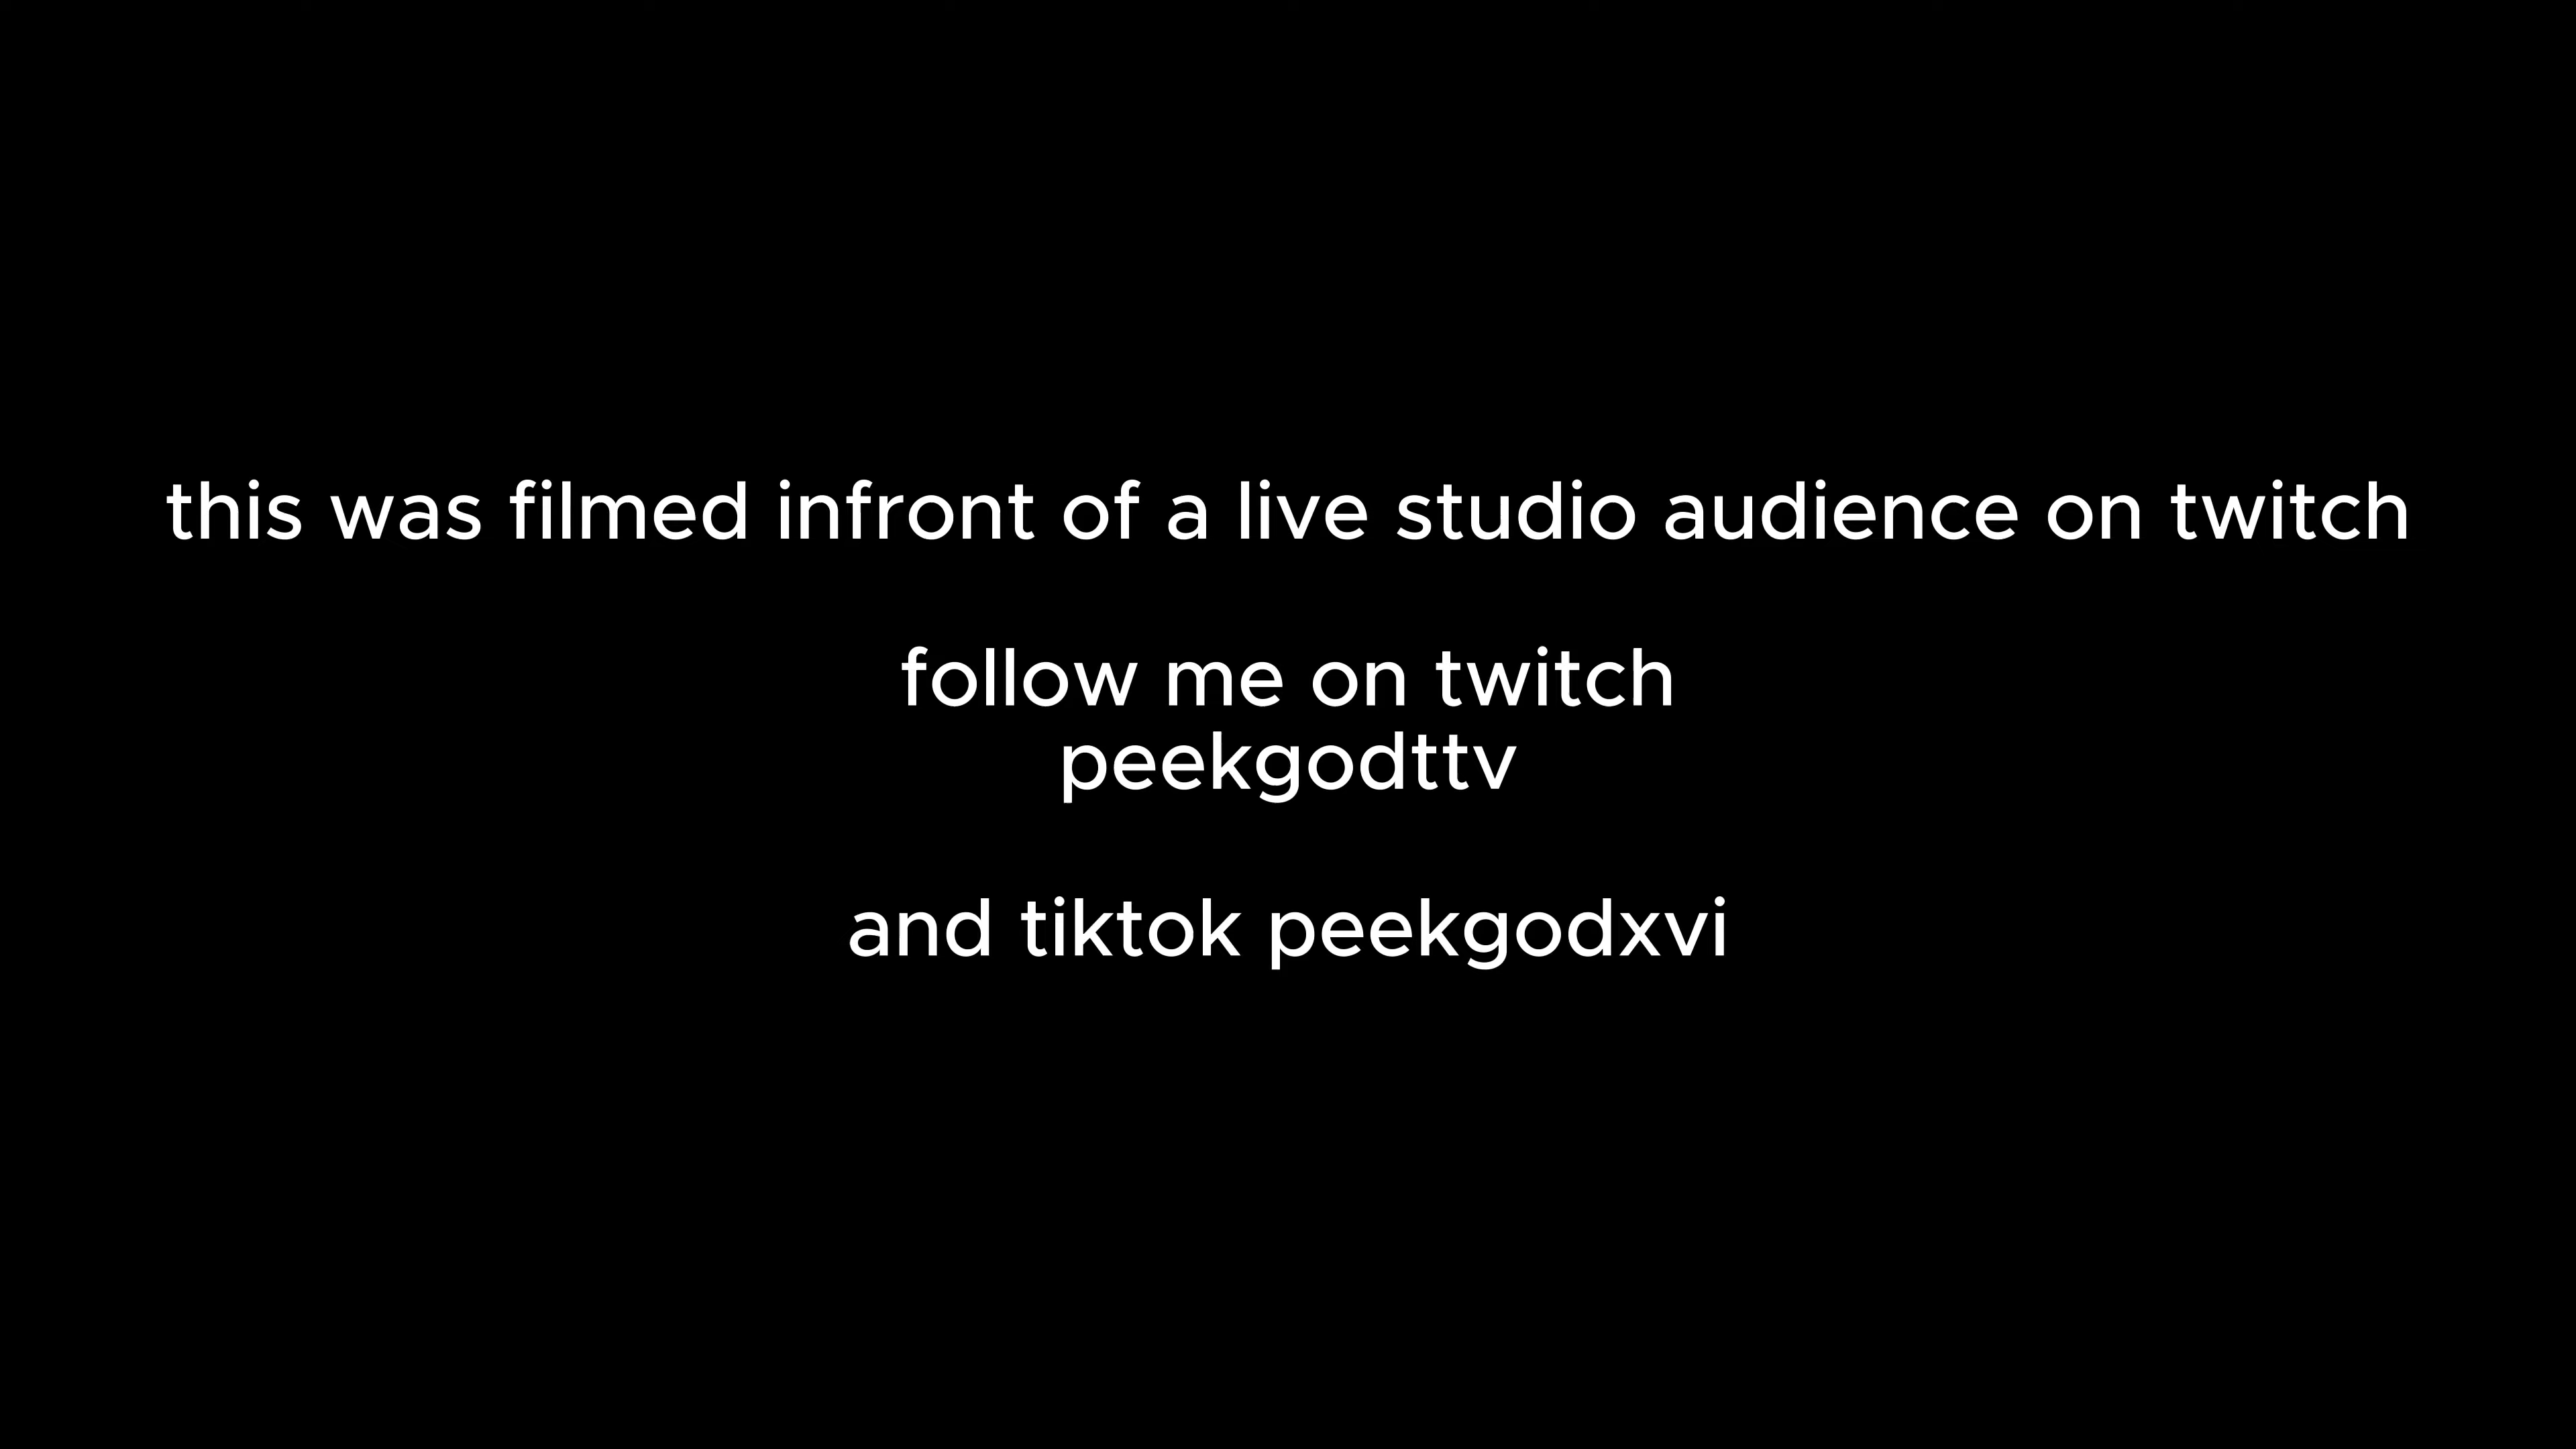 this was filmed infront of a live studio audience on twitch
follow me on twitch
peekgodttv
and tiktok peekgodxvi